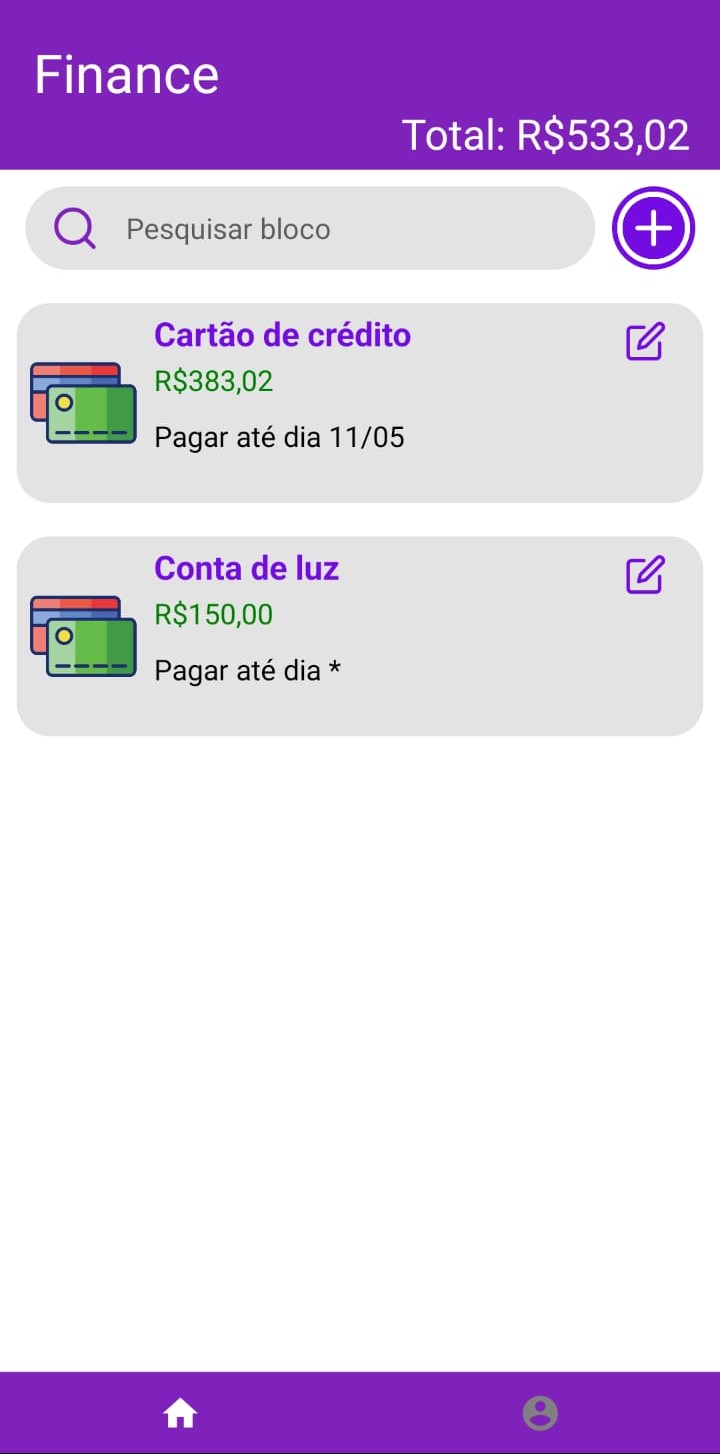 Finance
Total: R$533,02
Pesquisar bloco
Cartão de crédito
R$383,02
Pagar até dia 11/05
Conta de luz
R$150,00
Pagar até dia *